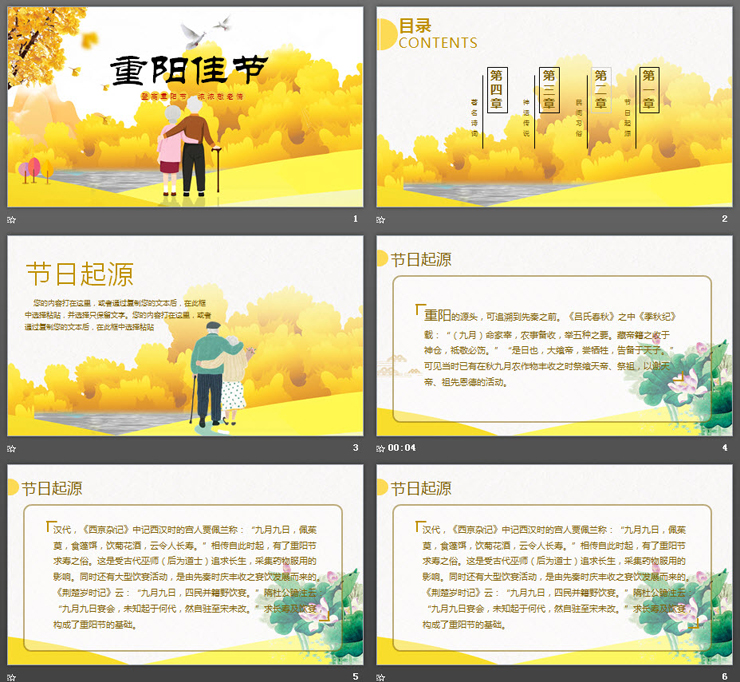 重阳佳节
1
目录
CONTENTS
第一章
节日起源
第二章
民间习俗
第三章
神话传说
第四章
著名诗词
2
节日起源
您的内容打在这里，或者通过复制您的文本后，在此框
中选择粘贴，并选择只保留文字。您的内容打在这里，或者
通过复制您的文本后，在此框中选择粘贴
3
节日起源
重阳的源头，可追溯到先秦之前。《吕氏春秋》之中《季秋纪》
载：“（九月）命家宰，农事备收，举五种之要。藏帝籍之收于
神仓，祗敬必饬。”“是日也，大飨帝，尝牺牲，告备于天子。”
可见当时已有在秋九月农作物丰收之时祭飨天帝、祭祖，以谢天
帝、祖先恩德的活动。
00:04
4
节日起源
汉代，《西京杂记》中记西汉时的宫人贾佩兰称：“九月九日，佩茱
萸，食蓬饵，饮菊花酒，云令人长寿。”相传自此时起，有了重阳节
求寿之俗。这是受古代巫师（后为道士）追求长生，采集药物服用的
影响。同时还有大型饮宴活动，是由先秦时庆丰收之宴饮发展而来的。
《荆楚岁时记》云：“九月九日，四民并籍野饮宴。”隋杜公瞻注云
“九月九日宴会，未知起于何代，然自驻至宋未改。”求长寿及饮宴
构成了重阳节的基础。
5
节日起源
汉代，《西京杂记》中记西汉时的宫人贾佩兰称：“九月九日，佩茱
萸，食蓬饵，饮菊花酒，云令人长寿。”相传自此时起，有了重阳节
求寿之俗。这是受古代巫师（后为道士）追求长生，采集药物服用的
影响。同时还有大型饮宴活动，是由先秦时庆丰收之宴饮发展而来的。
《荆楚岁时记》云：“九月九日，四民并籍野饮宴。”隋杜公瞻注云
“九月九日宴会，未知起于何代，然自驻至宋未改。”求长寿及饮宴
构成了重阳节的基础。
6